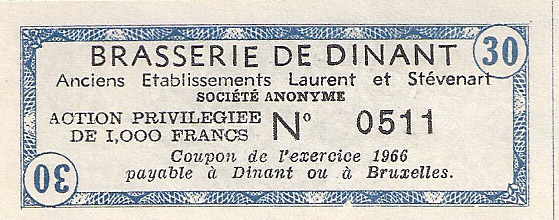 BRASSERIE DE DINANT
30
Anciens Etablissements Laurent et Stévenart
SOCIÉTÉ ANONYME
ACTION PRIVILEGIEE
DE 1,000 FRANCS
Nº 0511
Coupon de l'exercice 1966
payable à Dinant ou à Bruxelles.
30